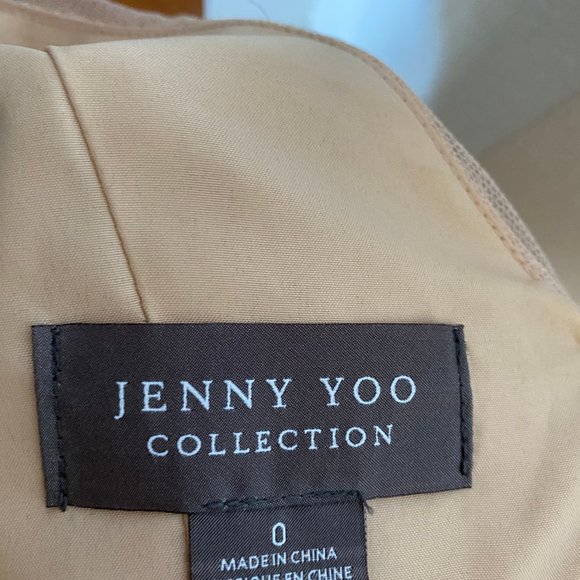 JENNY YOO
COLLECTION
0
MADE IN CHINA
EN CHINE